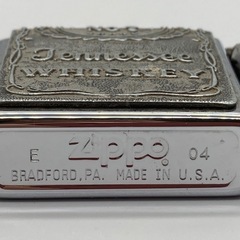 Tennessee
WHISKEY
E Zippo 04
BRADFORD, PA. MADE IN U.S.A.